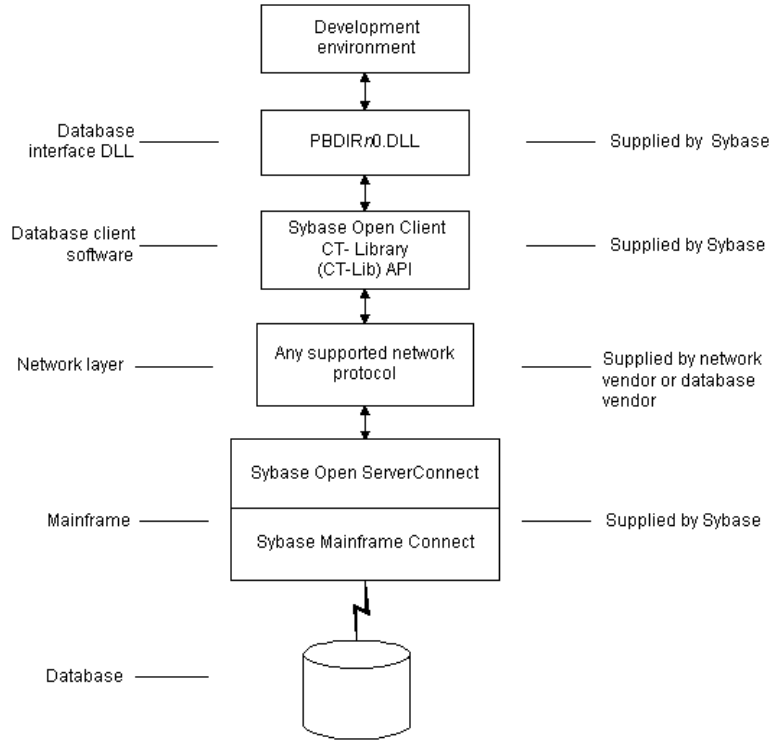 Development
environment
Database
interface DLL
PBDIRn0.DLL
Supplied by Sybase
Database client
software
Sybase Open Client
CT- Library
(CT-Lib) API
Supplied by Sybase
Network layer
Any supported network
protocol
Supplied by network
vendor or database
vendor
Sybase Open ServerConnect
Mainframe
Supplied by Sybase
Sybase Mainframe Connect
Database